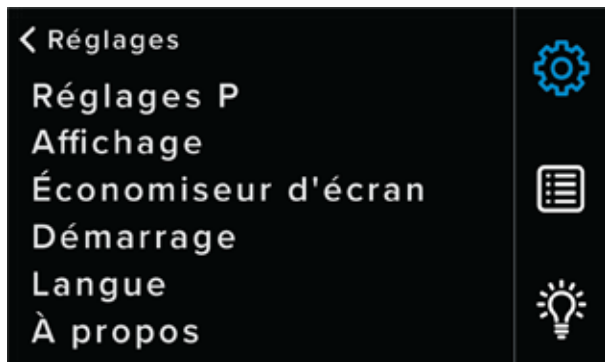 Réglages
Réglages P
Affichage
Économiseur d'écran
Démarrage
Langue
À propos